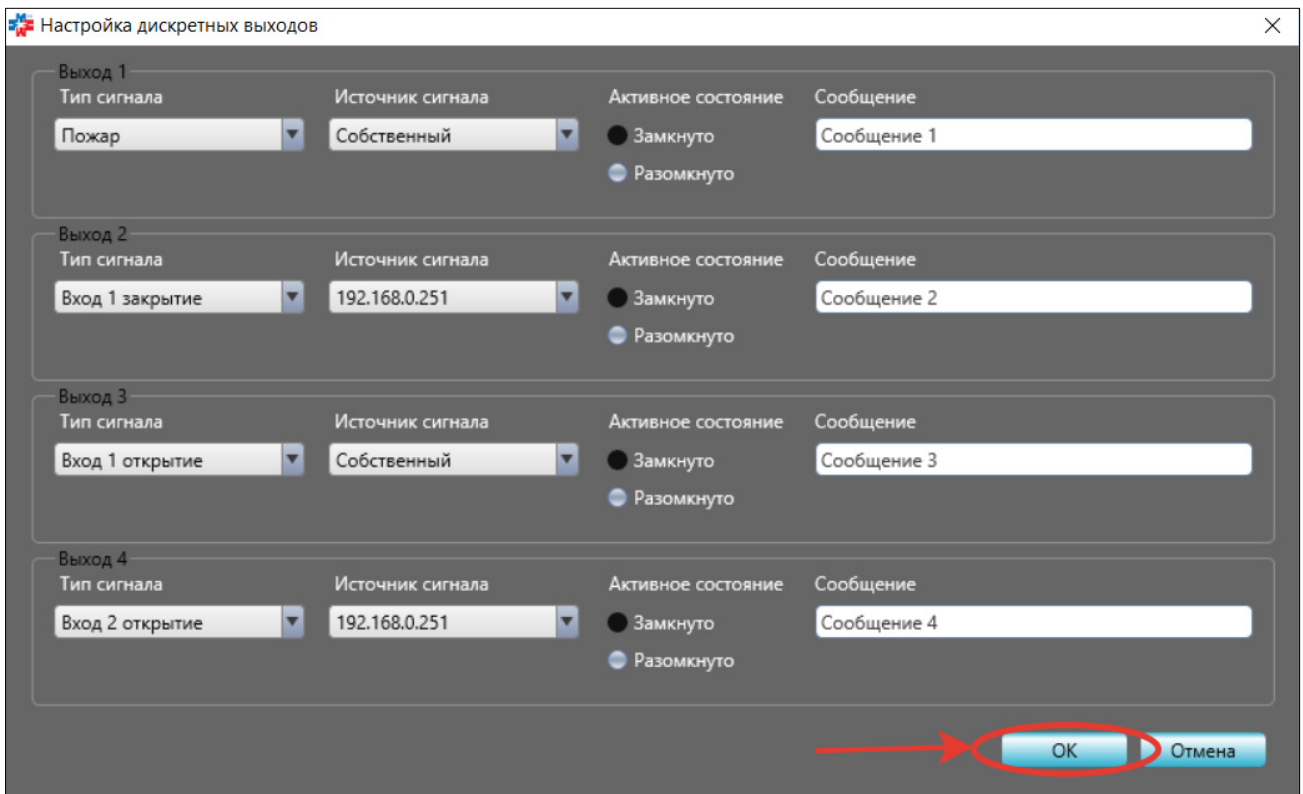 Настройка дискретных выходов
Выход 1
Тип сигнала Источник сигнала Активное состояние Сообщение
Пожар Собственный Замкнуто Сообщение 1
Разомкнуто
Выход 2
Тип сигнала Источник сигнала Активное состояние Сообщение
Вход 1 закрытие 192.168.0.251 Замкнуто Сообщение 2
Разомкнуто
Выход 3
Тип сигнала Источник сигнала Активное состояние Сообщение
Вход 1 открытие Собственный Замкнуто Сообщение 3
Разомкнуто
Выход 4
Тип сигнала Источник сигнала Активное состояние Сообщение
Вход 2 открытие 192.168.0.251 Замкнуто Сообщение 4
Разомкнуто
OK Отмена